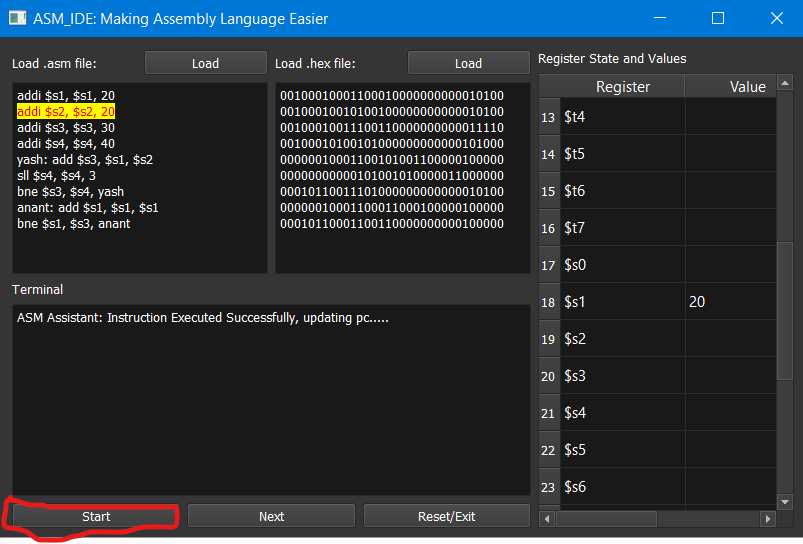 ASM_IDE: Making Assembly Language Easier
Load .asm file:
Load
Load .hex file:
Load
addi $s1, $s1, 20
addi $s2, $s2, 20
addi $s3, $s3, 30
addi $s4, $s4, 40
yash: add $s3, $s1, $s2
sll $s4, $s4, 3
bne $s3, $s4, yash
anant: add $s1, $s1, $s1
bne $s1, $s3, anant
00100010001100010000000000010100
00100010010100100000000000010100
00100010011100110000000000011110
00100010100101000000000000101000
00000010001100101001100000100000
00000000000101001010000011000000
00010110011101000000000000010100
00000010001100011000100000100000
00010110001100110000000000100000
Terminal
ASM Assistant: Instruction Executed Successfully, updating pc.....
Start
Next
Reset/Exit
Register State and Values
Register Value
13 $t4
14 $t5
15 $t6
16 $t7
17 $s0
18 $s1 20
19 $s2
20 $s3
21 $s4
22 $s5
23 $s6